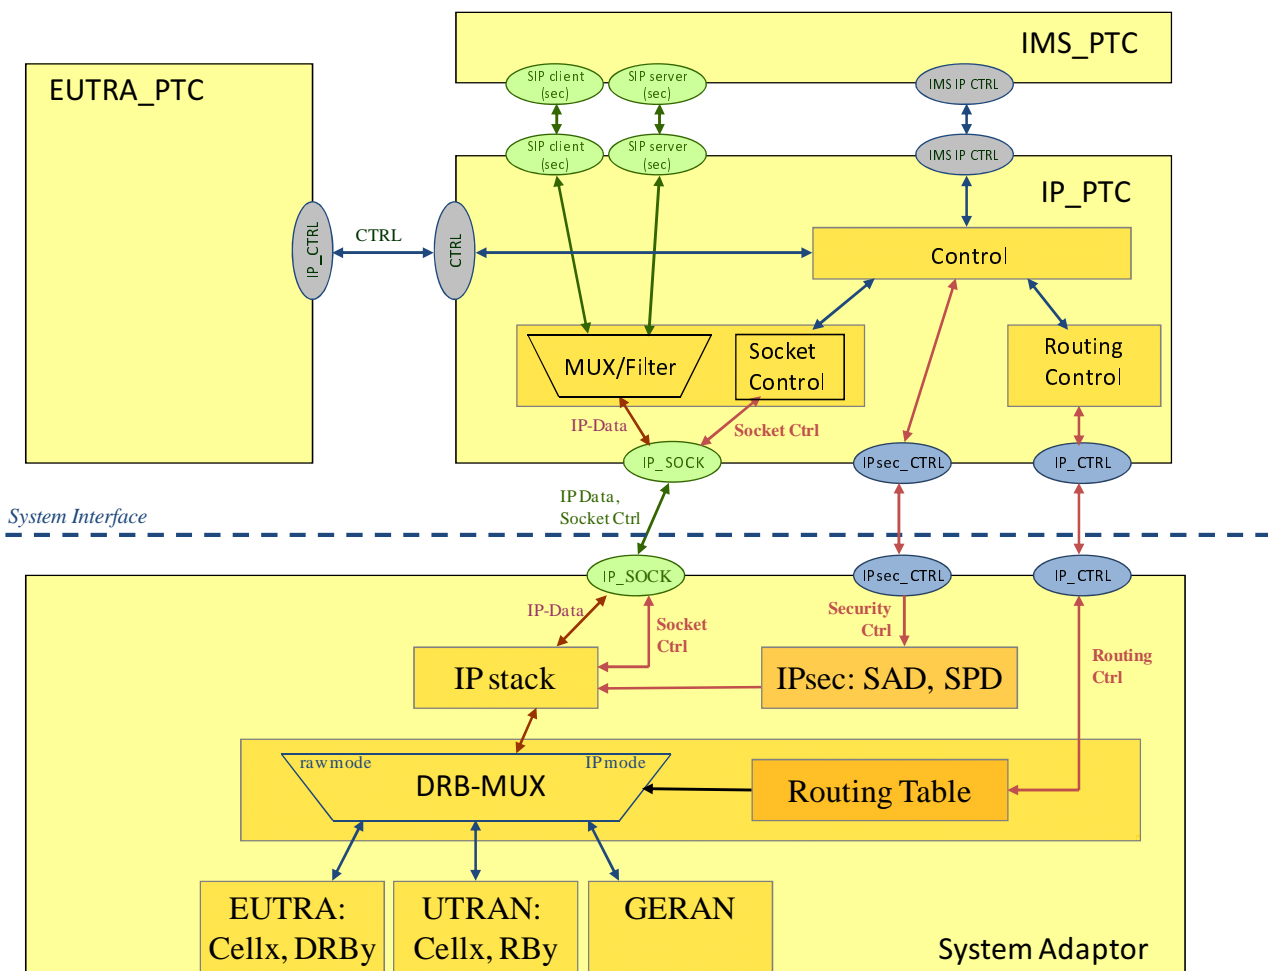 IMS_PTC
EUTRA_PTC
SIP client
(sec)
SIP server
(sec)
IMS IP CTRL
SIP client
(sec)
SIP server
(sec)
IMS IP CTRL
IP_PTC
IP_CTRL
CTRL
CTRL
Control
MUX/Filter
Socket
Control
Routing
Control
IP-Data
Socket Ctrl
IP_SOCK
IPsec_CTRL
IP_CTRL
IP Data,
Socket Ctrl
System Interface
IP_SOCK
IPsec_CTRL
IP_CTRL
IP-Data
Socket
Ctrl
Security
Ctrl
Routing
Ctrl
IP stack
IPsec: SAD, SPD
raw mode
IP mode
DRB-MUX
Routing Table
EUTRA:
Cellx, DRBy
UTRAN:
Cellx, RBy
GERAN
System Adaptor